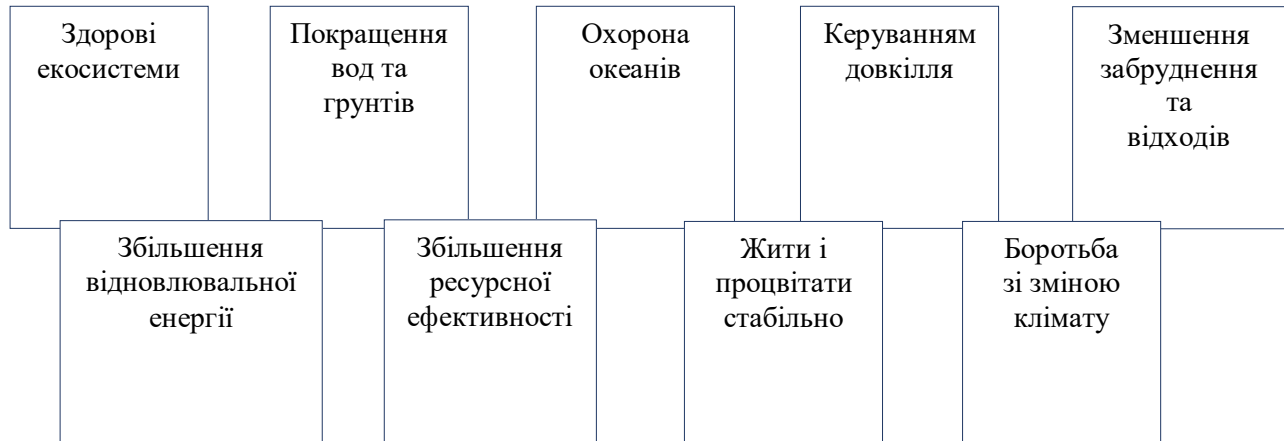 Здорові
екосистеми
Покращення
вод та
грунтів
Охорона
океанів
Керуванням
довкілля
Зменшення
забруднення
та
відходів
Збільшення
відновлювальної
енергії
Збільшення
ресурсної
ефективності
Жити і
процвітати
стабільно
Боротьба
зі зміною
клімату